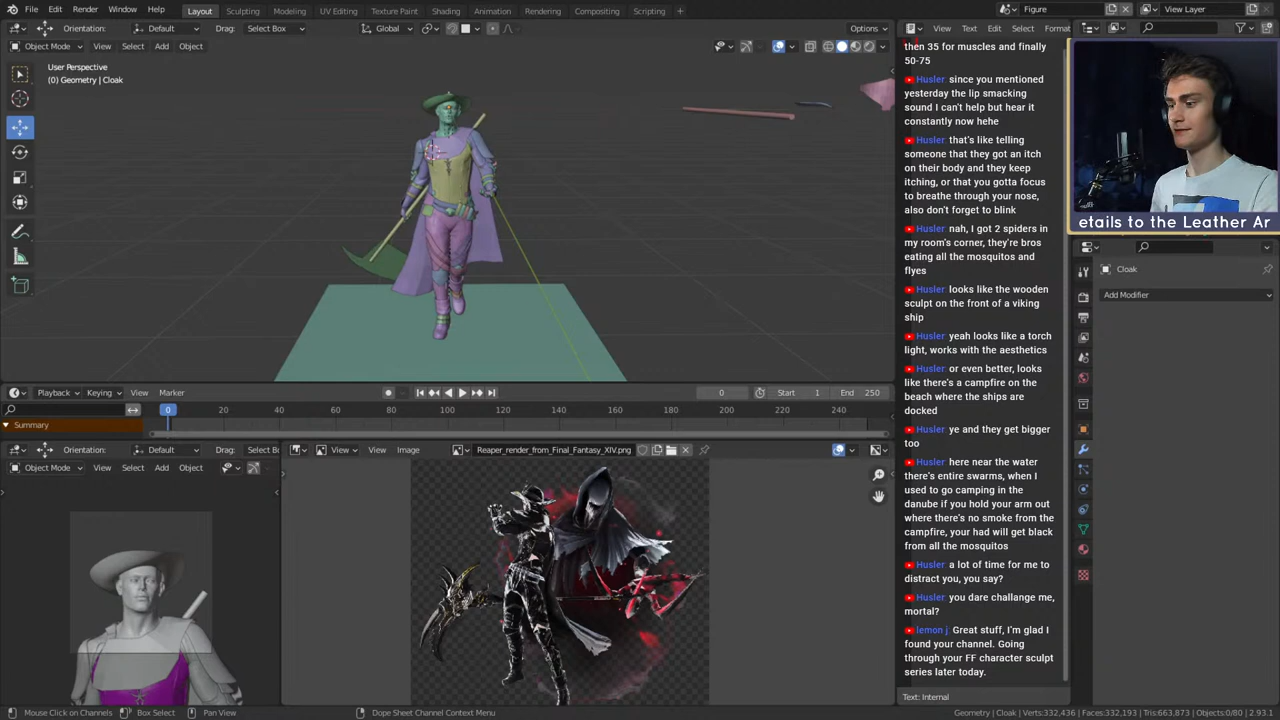 File Edit Render Window Help Layout Sculpting Modeling UV Editing Texture Paint Shading Animation Rendering Compositing Scripting + Figure View Layer
Orientation: Default Drag: Select Box Global Options View Text Edit Select Format
Object Mode View Select Add Object
User Perspective
(0) Geometry | Cloak
then 35 for muscles and finally
50-75
Husler since you mentioned
yesterday the lip smacking
sound I can't help but hear it
constantly now hehe
Husler that's like telling
someone that they got an itch
on their body and they keep
itching, or that you gotta focus
to breathe through your nose,
also don't forget to blink
Husler nah, I got 2 spiders in
my room's corner, they're bros
eating all the mosquitos and
flyes
Husler looks like the wooden
sculpt on the front of a viking
ship
Husler yeah looks like a torch
light, works with the aesthetics
Husler or even better, looks
like there's a campfire on the
beach where the ships are
docked
Husler ye and they get bigger
too
Husler here near the water
there's entire swarms, when I
used to go camping in the
danube if you hold your arm out
where there's no smoke from the
campfire, your had will get black
from all the mosquitos
Husler a lot of time for me to
distract you, you say?
Husler you dare challange me,
mortal?
lemon j. Great stuff, I'm glad I
found your channel. Going
through your FF character sculpt
series later today.
Text: Internal
etails to the Leather Ar
Cloak
Add Modifier
Playback Keying View Marker 0 Start 1 End 250
0 20 40 60 80 100 120 140 160 180 200 220 240
Summary
Orientation: Default Drag: Select B
Object Mode View Select Add Object
View View Image Reaper_render_from_Final_Fantasy_XIV.png
Mouse Click on Channels Box Select Pan View Dope Sheet Channel Context Menu Geometry | Cloak | Verts:332,436 | Faces:332,193 | Tris:663,873 | Objects:0/80 | 2.93.1